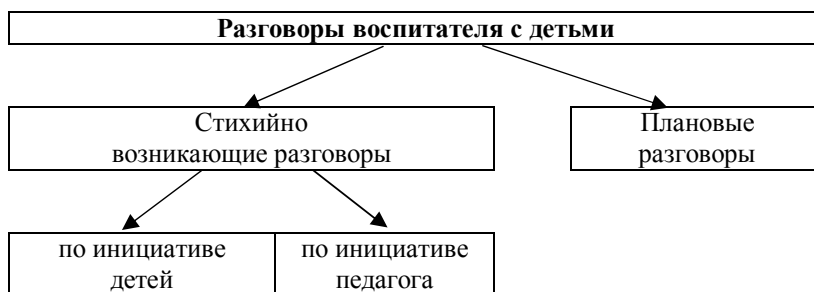 Разговоры воспитателя с детьми
Стихийно
возникающие разговоры
Плановые
разговоры
по инициативе
детей
по инициативе
педагога